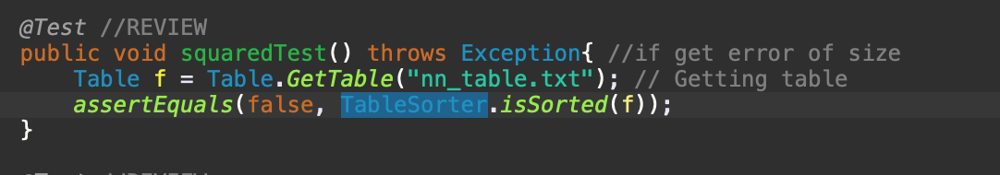 @Test //REVIEW
public void squaredTest() throws Exception{ //if get error of size
Table f = Table.GetTable("nn_table.txt"); // Getting table
assertEquals(false, TableSorter.isSorted(f));
}